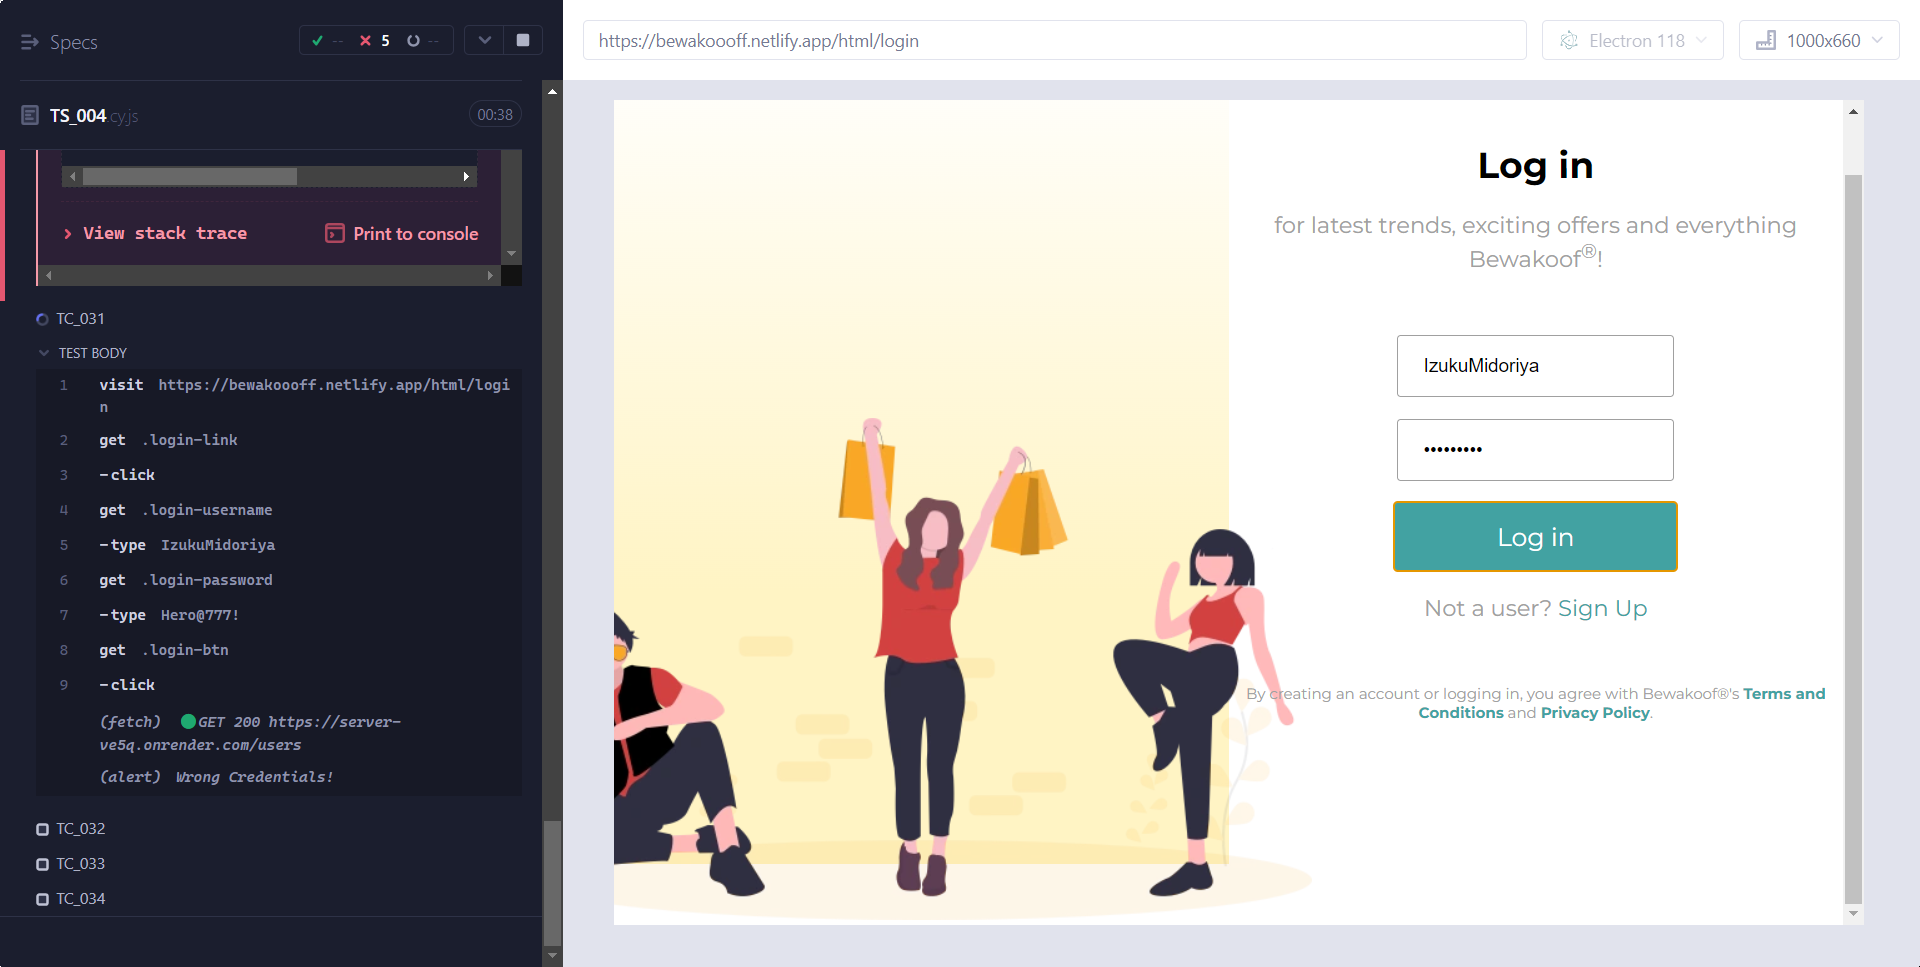 Specs
-- 5 --
TS_004.cy.js
00:38
View stack trace
Print to console
TC_031
TEST BODY
1 visit https://bewakoooff.netlify.app/html/logi
n
2 get .login-link
3 -click
4 get .login-username
5 -type IzukuMidoriya
6 get .login-password
7 -type Hero@777!
8 get .login-btn
9 -click
(fetch) GET 200 https://server-
ve5q.onrender.com/users
(alert) Wrong Credentials!
TC_032
TC_033
TC_034
https://bewakoooff.netlify.app/html/login
Electron 118
1000x660
Log in
for latest trends, exciting offers and everything
Bewakoof®!
IzukuMidoriya
•••••••••
Log in
Not a user? Sign Up
By creating an account or logging in, you agree with Bewakoof®'s Terms and
Conditions and Privacy Policy.